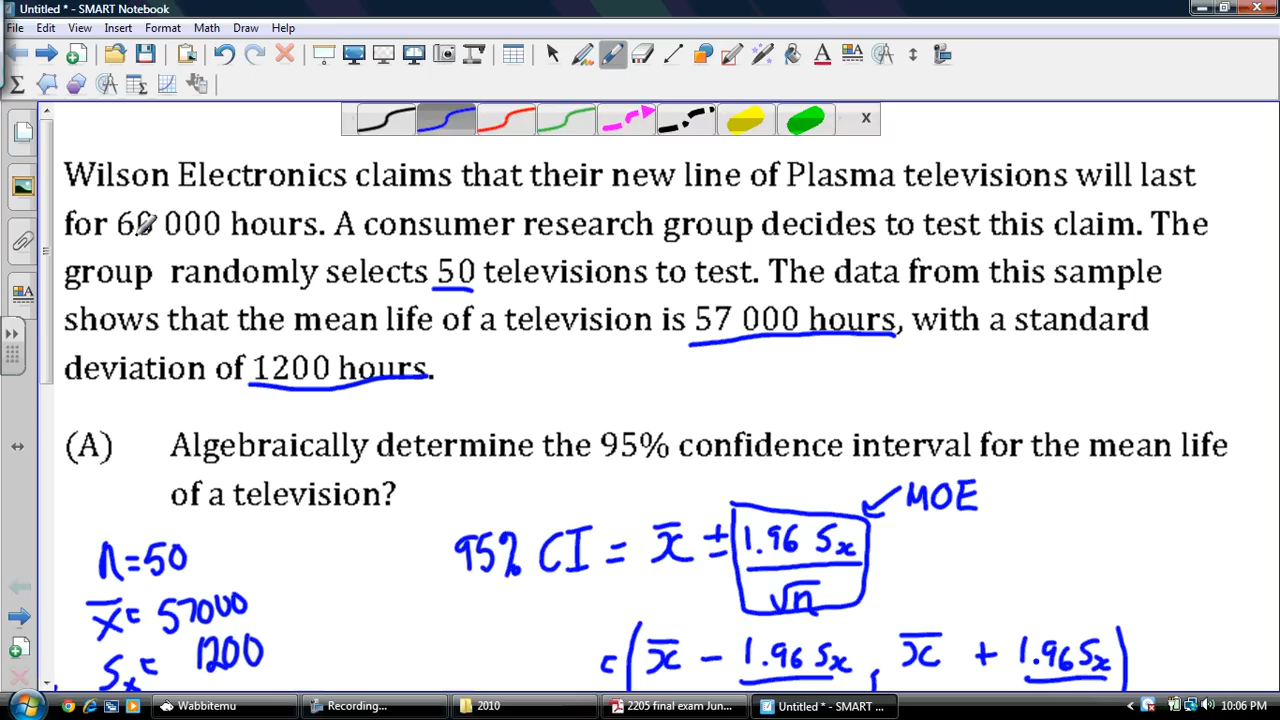 Untitled * - SMART Notebook
File Edit View Insert Format Math Draw Help
Wilson Electronics claims that their new line of Plasma televisions will last
for 60 000 hours. A consumer research group decides to test this claim. The
group randomly selects 50 televisions to test. The data from this sample
shows that the mean life of a television is 57 000 hours, with a standard
deviation of 1200 hours.
(A) Algebraically determine the 95% confidence interval for the mean life
of a television?
MOE
95% CI = x̄ ± 1.96 Sx
√n
n=50
x̄= 57000
Sx= 1200
= (x̄ - 1.96 Sx , x̄ + 1.96 Sx)
Wabbitemu Recording... 2010 2205 final exam Jun... Untitled * - SMART ... 10:06 PM